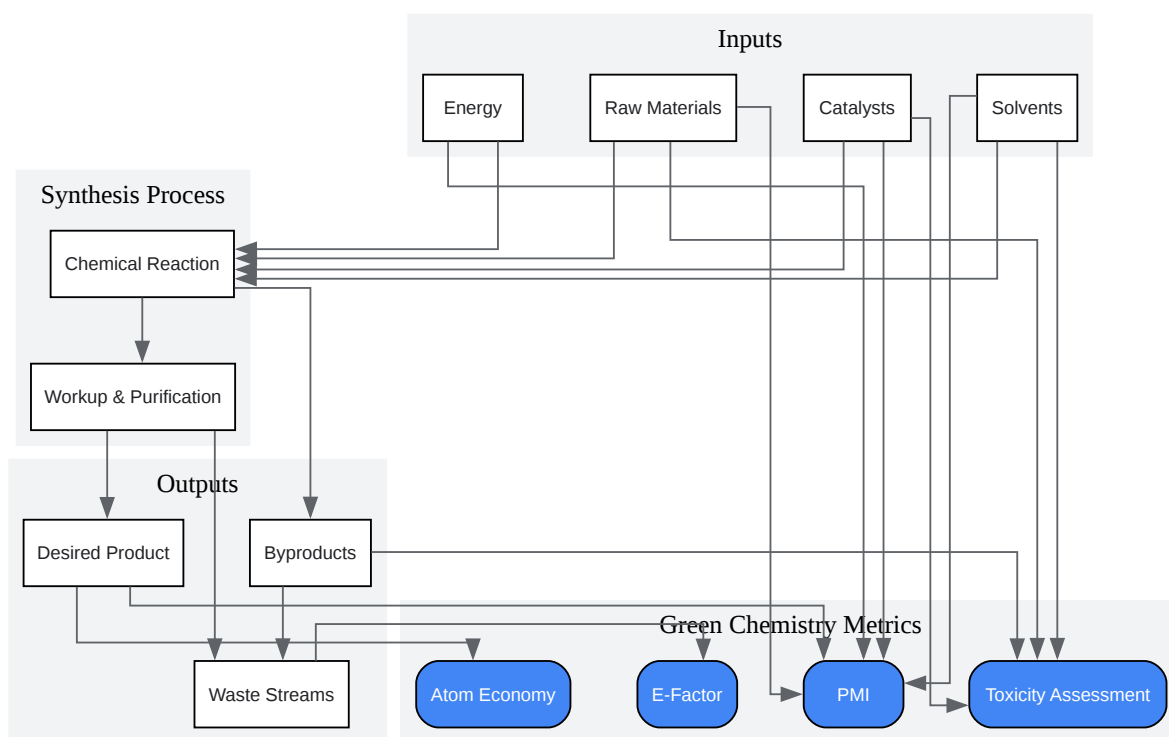 Inputs
Energy
Raw Materials
Catalysts
Solvents
Synthesis Process
Chemical Reaction
Workup & Purification
Outputs
Desired Product
Byproducts
Waste Streams
Green Chemistry Metrics
Atom Economy
E-Factor
PMI
Toxicity Assessment